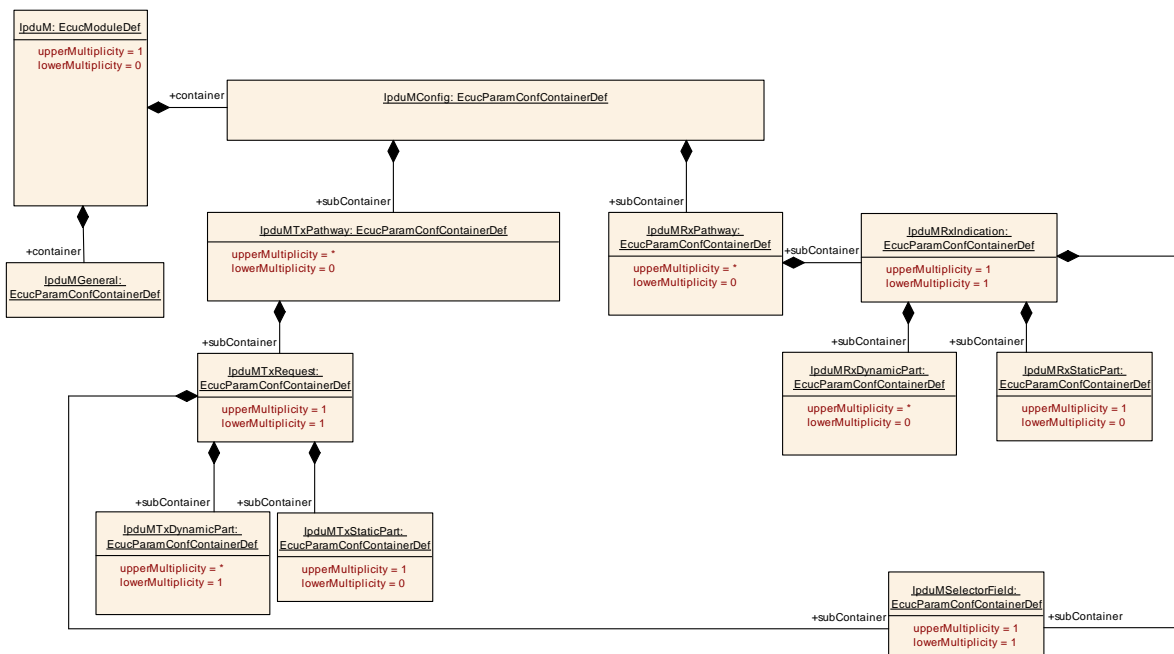 IpduM: EcucModuleDef
upperMultiplicity = 1
lowerMultiplicity = 0
+container
IpduMConfig: EcucParamConfContainerDef
+subContainer
+subContainer
IpduMTxPathway: EcucParamConfContainerDef
upperMultiplicity = *
lowerMultiplicity = 0
IpduMRxPathway:
EcucParamConfContainerDef
upperMultiplicity = *
lowerMultiplicity = 0
+subContainer
IpduMRxIndication:
EcucParamConfContainerDef
upperMultiplicity = 1
lowerMultiplicity = 1
+container
IpduMGeneral:
EcucParamConfContainerDef
+subContainer
IpduMTxRequest:
EcucParamConfContainerDef
upperMultiplicity = 1
lowerMultiplicity = 1
+subContainer
+subContainer
IpduMRxDynamicPart:
EcucParamConfContainerDef
upperMultiplicity = *
lowerMultiplicity = 0
IpduMRxStaticPart:
EcucParamConfContainerDef
upperMultiplicity = 1
lowerMultiplicity = 0
+subContainer
+subContainer
IpduMTxDynamicPart:
EcucParamConfContainerDef
upperMultiplicity = *
lowerMultiplicity = 1
IpduMTxStaticPart:
EcucParamConfContainerDef
upperMultiplicity = 1
lowerMultiplicity = 0
+subContainer
IpduMSelectorField:
EcucParamConfContainerDef
upperMultiplicity = 1
lowerMultiplicity = 1
+subContainer